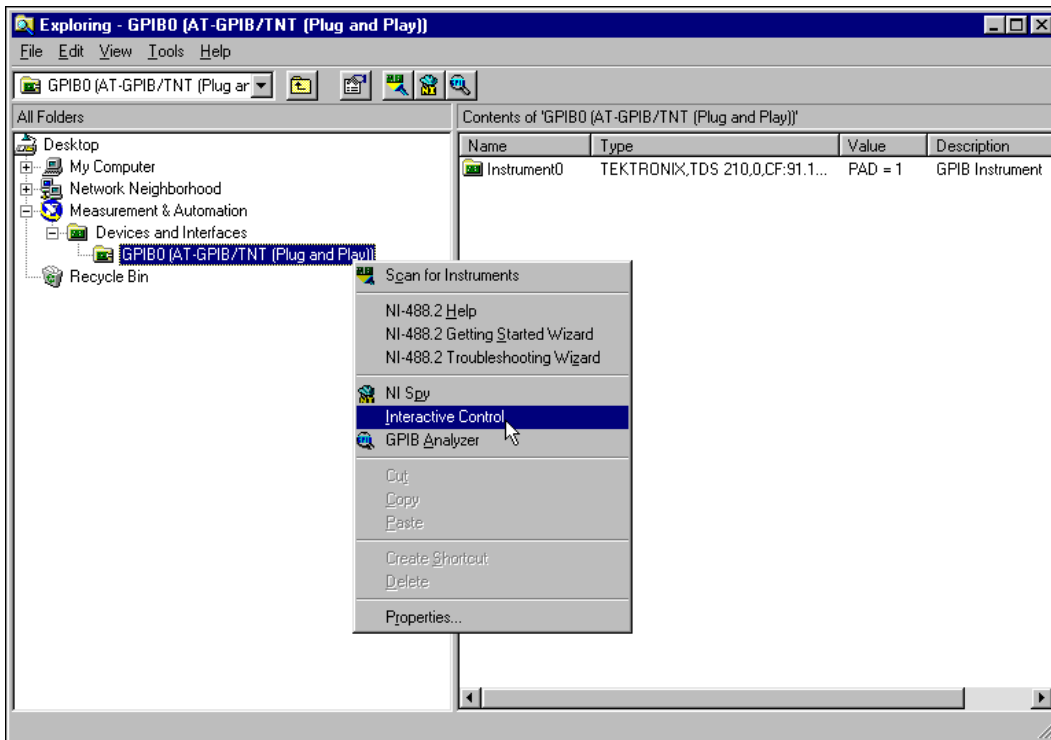 Exploring - GPIB0 (AT-GPIB/TNT (Plug and Play))
File Edit View Tools Help
GPIB0 (AT-GPIB/TNT (Plug ar
All Folders
Contents of 'GPIB0 (AT-GPIB/TNT (Plug and Play))'
Name Type Value Description
Instrument0 TEKTRONIX,TDS 210,0,CF:91.1... PAD = 1 GPIB Instrument
Desktop
My Computer
Network Neighborhood
Measurement & Automation
Devices and Interfaces
GPIB0 (AT-GPIB/TNT (Plug and Play))
Recycle Bin
Scan for Instruments
NI-488.2 Help
NI-488.2 Getting Started Wizard
NI-488.2 Troubleshooting Wizard
NI Spy
Interactive Control
GPIB Analyzer
Cut
Copy
Paste
Create Shortcut
Delete
Properties...